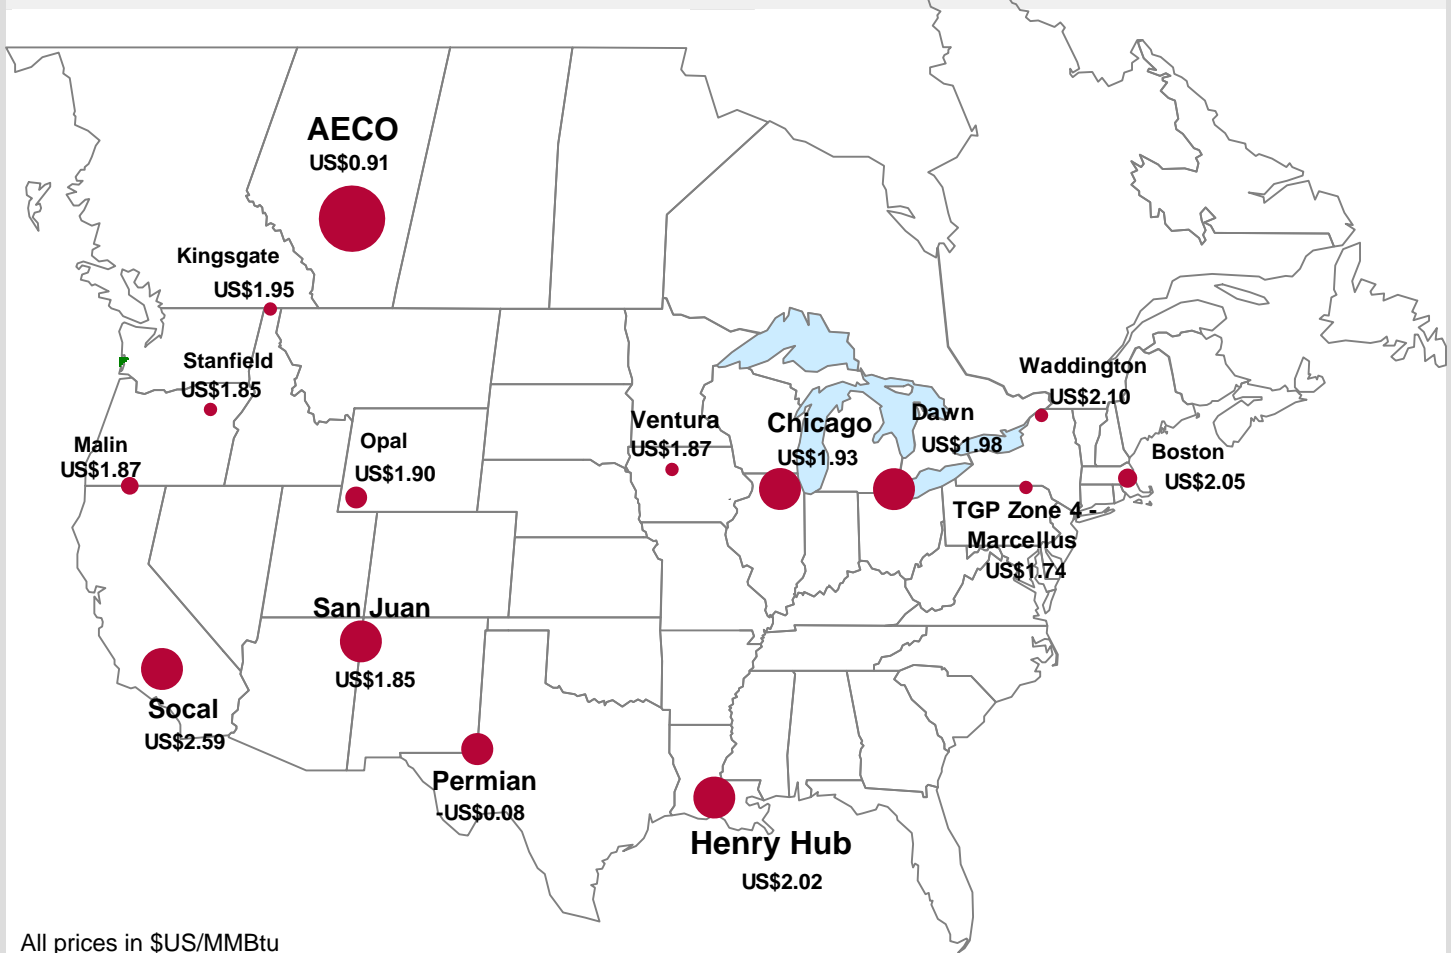 AECO
US$0.91
Kingsgate
US$1.95
Stanfield
US$1.85
Waddington
US$2.10
Malin
US$1.87
Opal
US$1.90
Ventura
US$1.87
Chicago
US$1.93
Dawn
US$1.98
Boston
US$2.05
TGP Zone 4 -
Marcellus
US$1.74
San Juan
US$1.85
Socal
US$2.59
Permian
-US$0.08
Henry Hub
US$2.02
All prices in $US/MMBtu